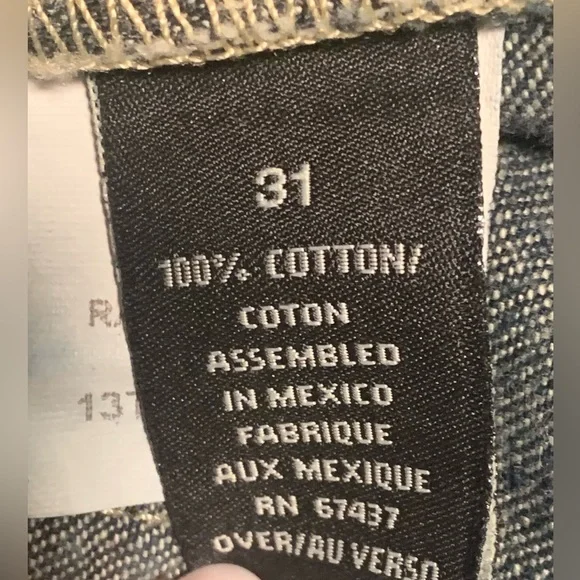 31
100% COTTON/
COTON
ASSEMBLED
IN MEXICO
FABRIQUE
AUX MEXIQUE
RN 67437
OVER/AU VERSO